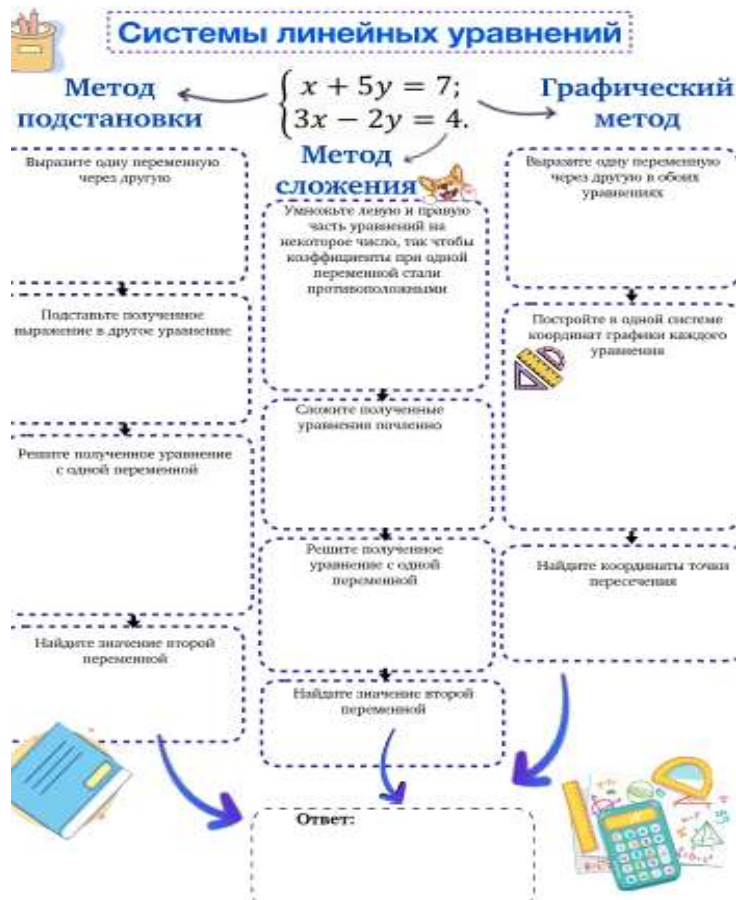 Системы линейных уравнений
x + 5y = 7;
3x − 2y = 4.
Метод
подстановки
Выразите одну переменную
через другую
Подставьте полученное
выражение в другое уравнение
Решите полученное уравнение
с одной переменной
Найдите значение второй
переменной
Метод
сложения
Умножьте левую и правую
часть уравнений на
некоторое число, так чтобы
коэффициенты при одной
переменной стали
противоположными
Сложите полученные
уравнения почленно
Решите полученное
уравнение с одной
переменной
Найдите значение второй
переменной
Графический
метод
Выразите одну переменную
через другую в обоих
уравнениях
Постройте в одной системе
координат графики каждого
уравнения
Найдите координаты точки
пересечения
Ответ: